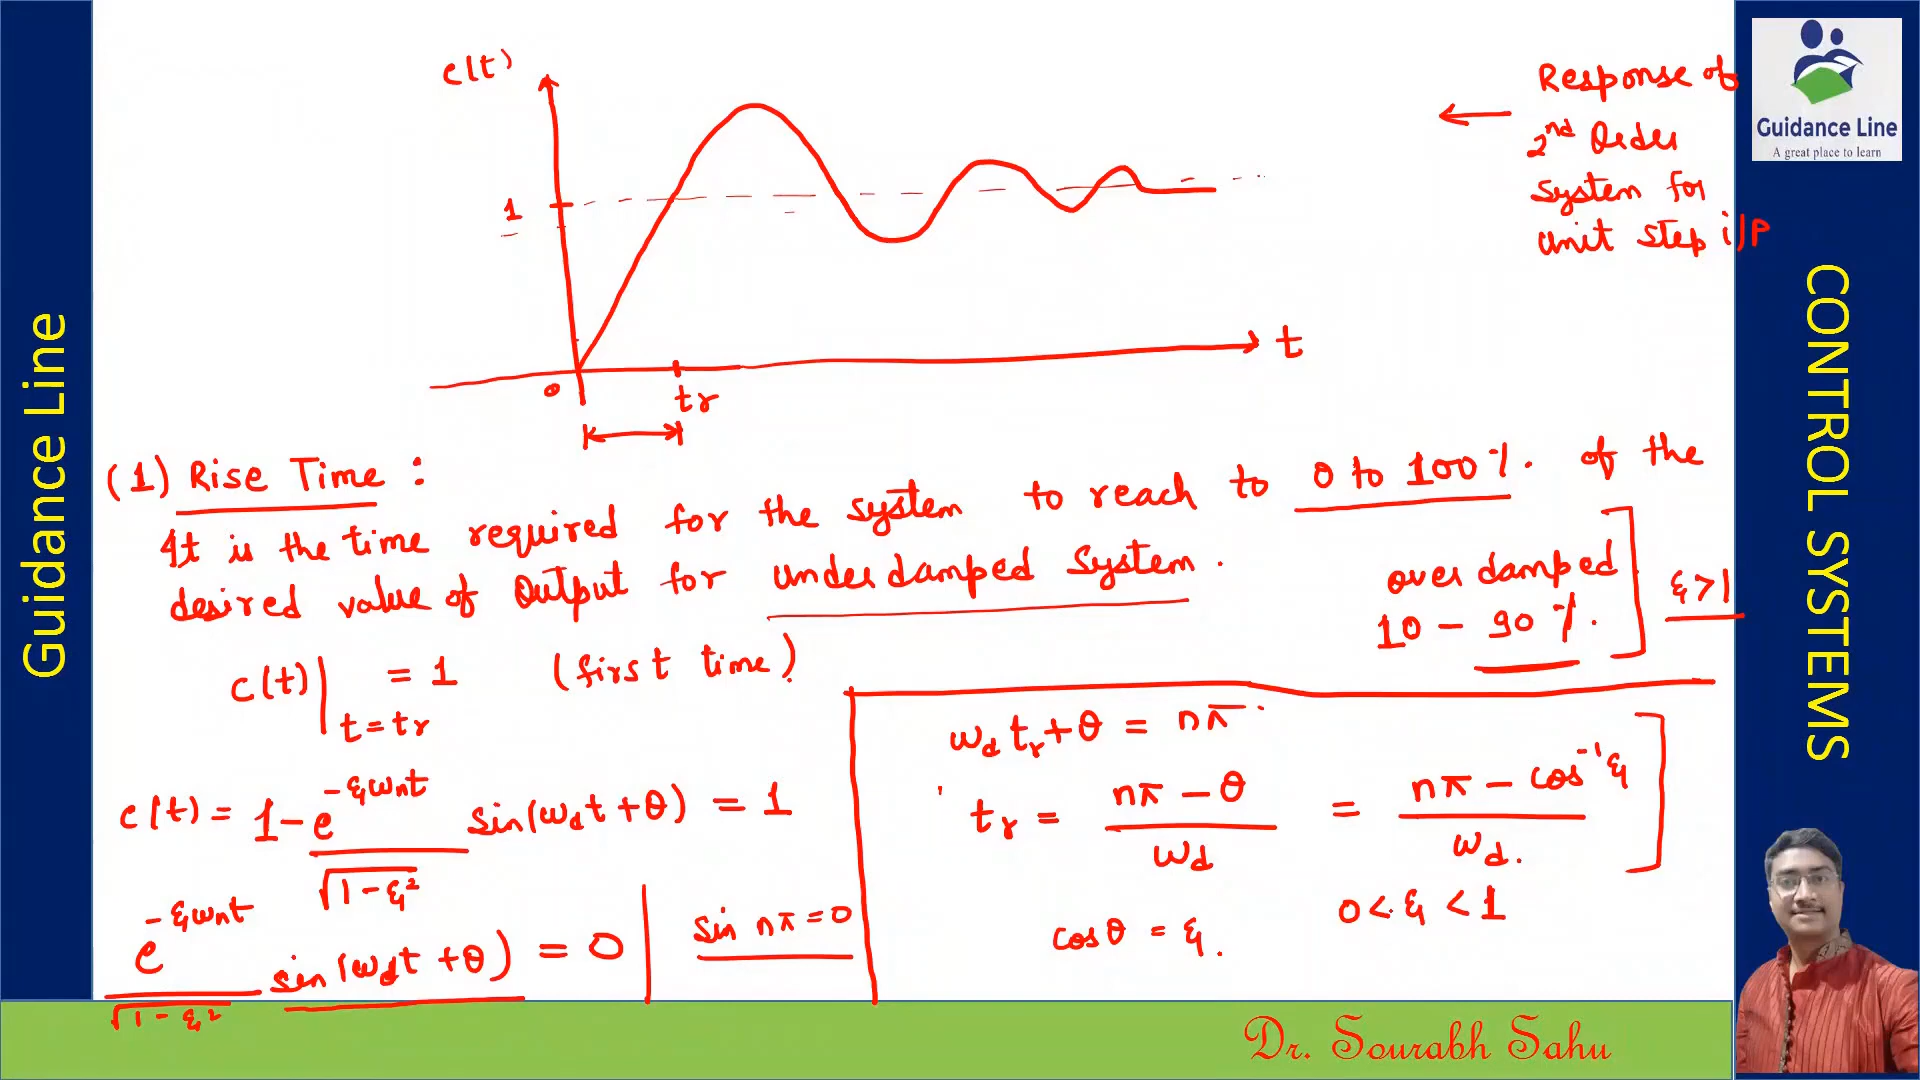 Guidance Line
Guidance Line
A great place to learn
CONTROL SYSTEMS
c(t)
1
0
tr
t
Response of
2nd Order
system for
unit step i/p
(1) Rise Time :
It is the time required for the system to reach to 0 to 100%. of the
desired value of Output for underdamped System.
over damped
10 - 90%.
ξ>1
c(t)|t=tr = 1 (first time)
c(t) = 1 - e^(-ξωnt)/√(1-ξ²) sin(ωdt+θ) = 1
e^(-ξωnt)/√(1-ξ²) sin(ωdt+θ) = 0
sin nπ = 0
ωd tr + θ = nπ
tr = (nπ - θ)/ωd = (nπ - cos⁻¹ξ)/ωd.
cosθ = ξ.
0 < ξ < 1
Dr. Sourabh Sahu